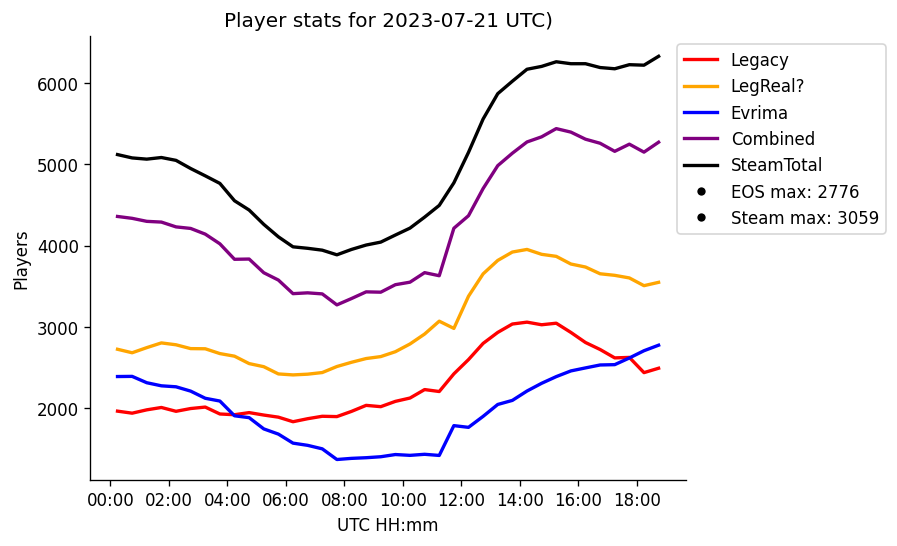 Player stats for 2023-07-21 UTC)
Players
6000
5000
4000
3000
2000
00:00 02:00 04:00 06:00 08:00 10:00 12:00 14:00 16:00 18:00
UTC HH:mm
Legacy
LegReal?
Evrima
Combined
SteamTotal
EOS max: 2776
Steam max: 3059